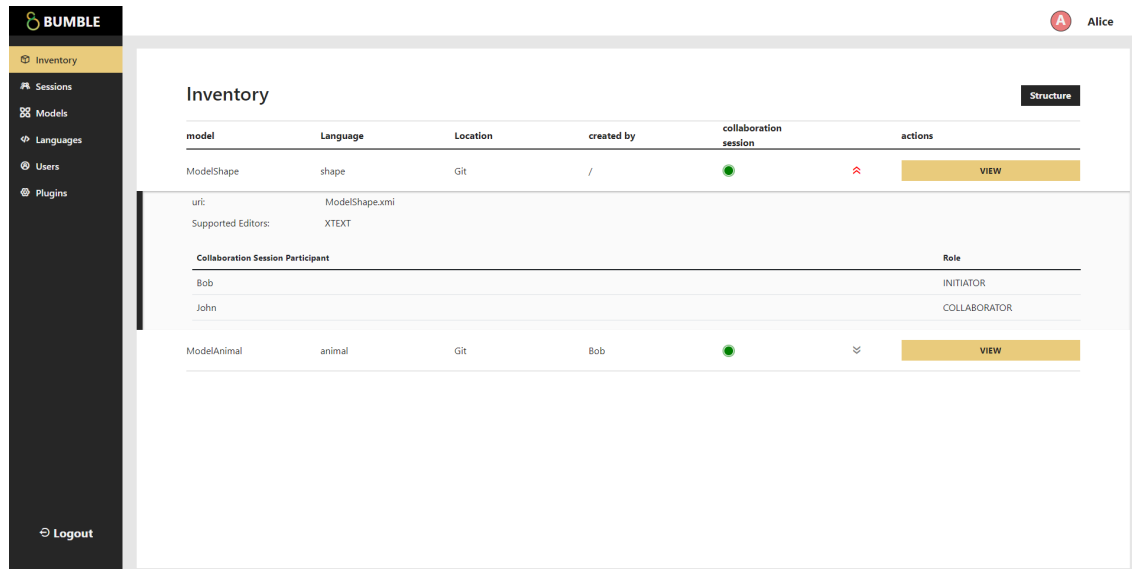 BUMBLE
A Alice
Inventory
Sessions
Models
Languages
Users
Plugins
Logout
Inventory
Structure
model Language Location created by collaboration session actions
ModelShape shape Git / VIEW
uri: ModelShape.xmi
Supported Editors: XTEXT
Collaboration Session Participant Role
Bob INITIATOR
John COLLABORATOR
ModelAnimal animal Git Bob VIEW